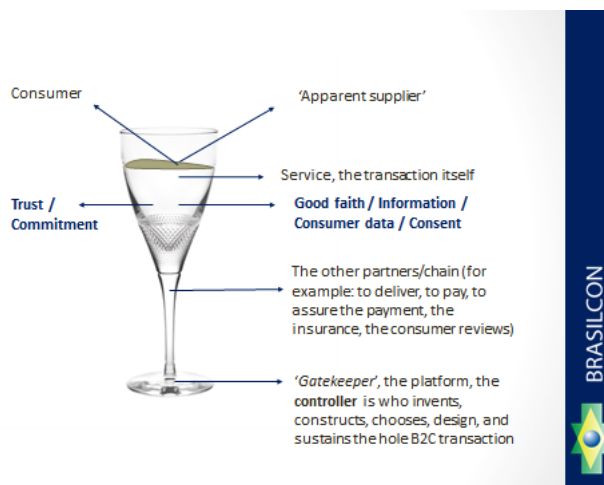 Consumer
'Apparent supplier'
Service, the transaction itself
Trust /
Commitment
Good faith / Information /
Consumer data / Consent
The other partners/chain (for
example: to deliver, to pay, to
assure the payment, the
insurance, the consumer reviews)
'Gatekeeper', the platform, the
controller is who invents,
constructs, chooses, design, and
sustains the hole B2C transaction
BRASILCON